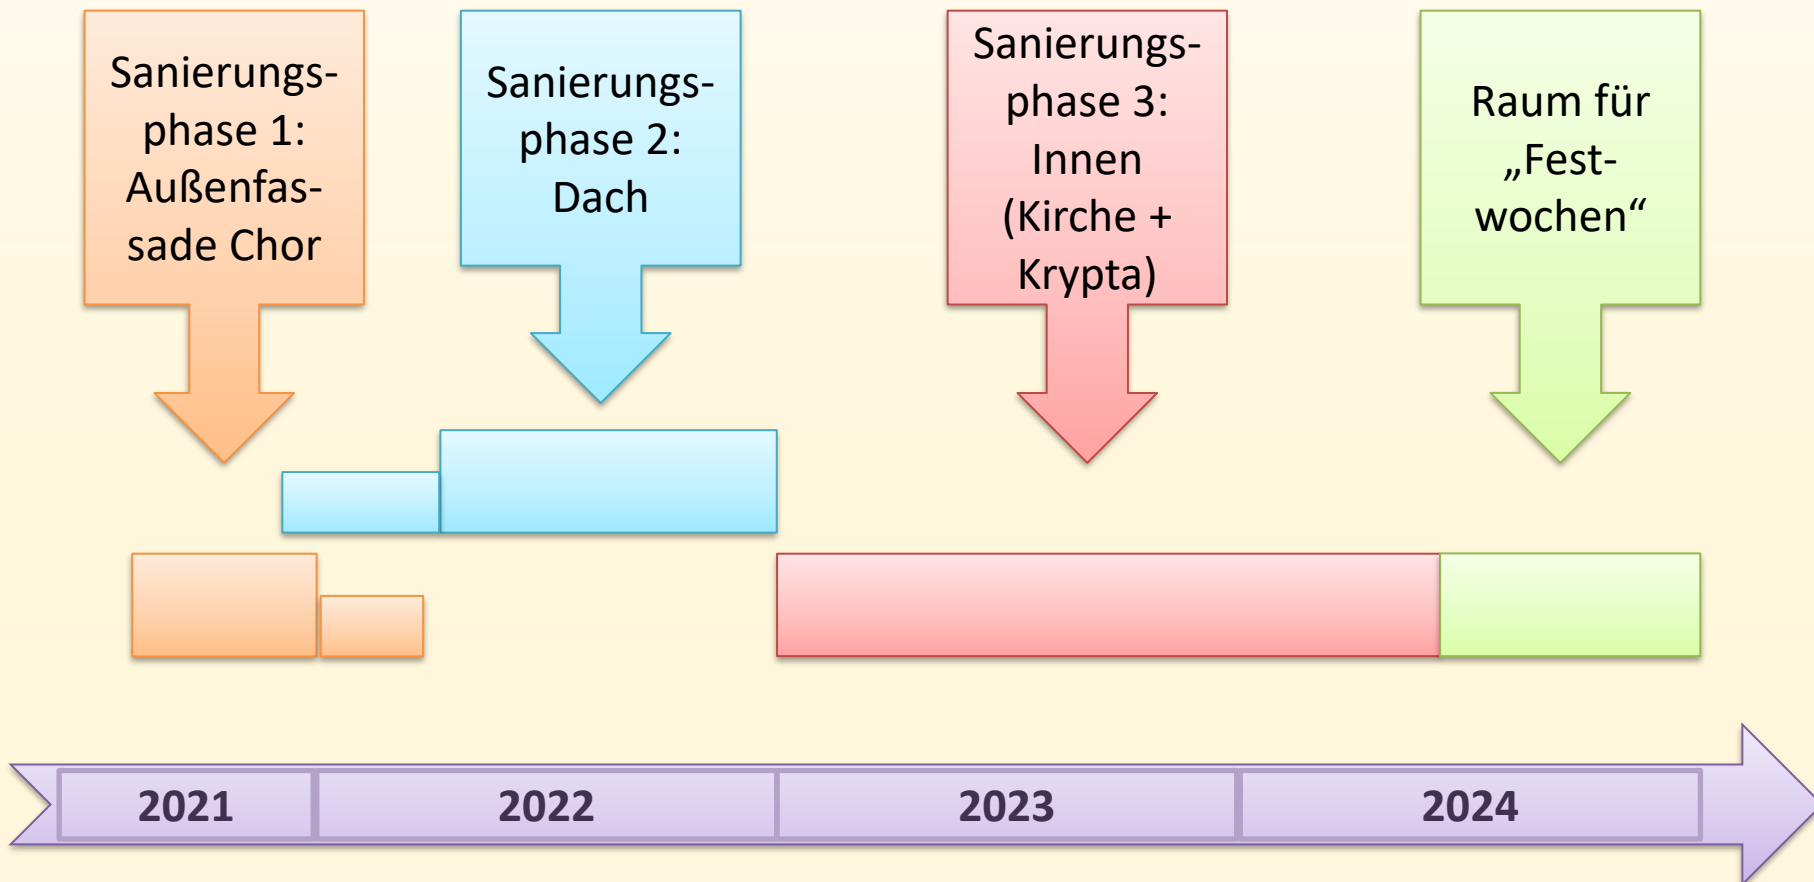 Sanierungs-
phase 1:
Außenfas-
sade Chor
Sanierungs-
phase 2:
Dach
Sanierungs-
phase 3:
Innen
(Kirche +
Krypta)
Raum für
„Fest-
wochen“
2021
2022
2023
2024